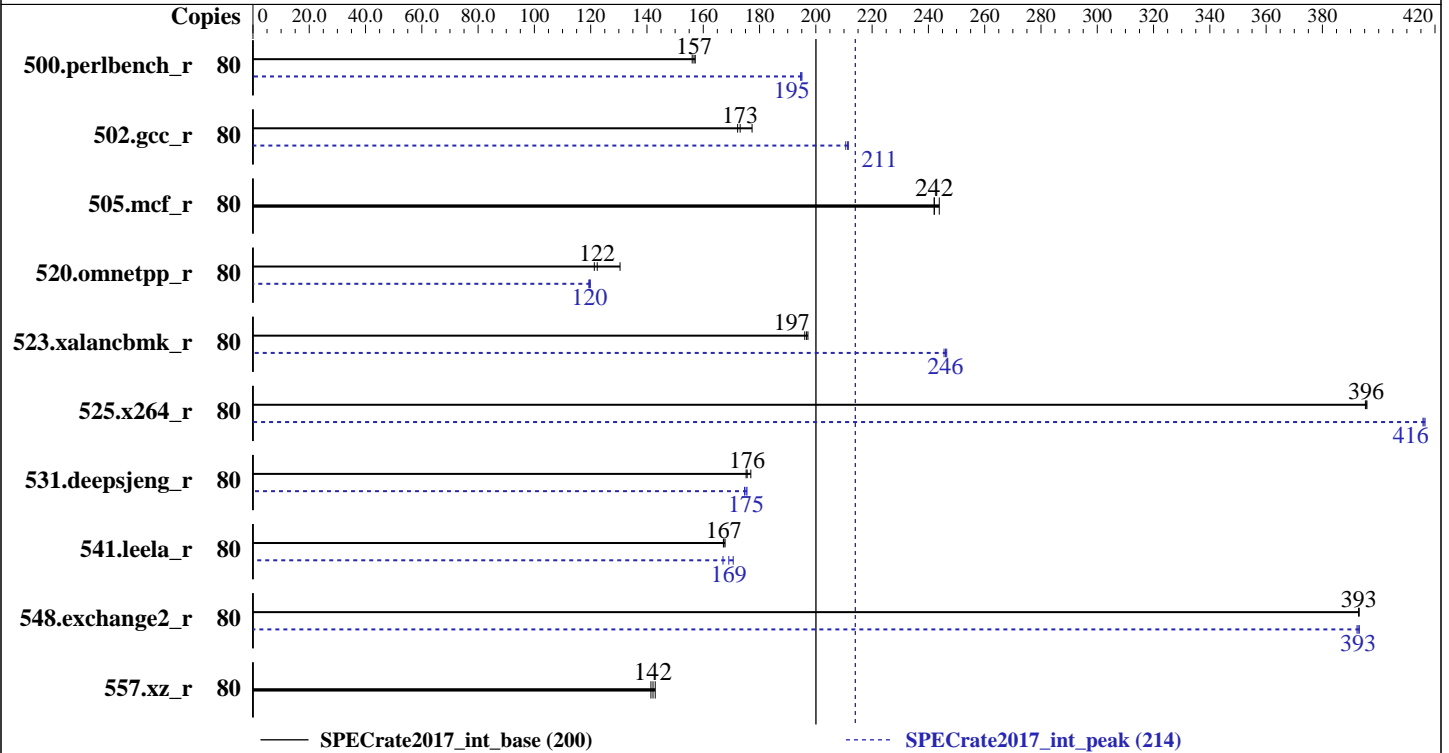 Copies 0 20.0 40.0 60.0 80.0 100 120 140 160 180 200 220 240 260 280 300 320 340 360 380 420
157
500.perlbench_r 80
195
173
502.gcc_r 80
211
242
505.mcf_r 80
122
520.omnetpp_r 80
120
197
523.xalancbmk_r 80
246
396
525.x264_r 80
416
176
531.deepsjeng_r 80
175
167
541.leela_r 80
169
393
548.exchange2_r 80
393
142
557.xz_r 80
SPECrate2017_int_base (200) SPECrate2017_int_peak (214)